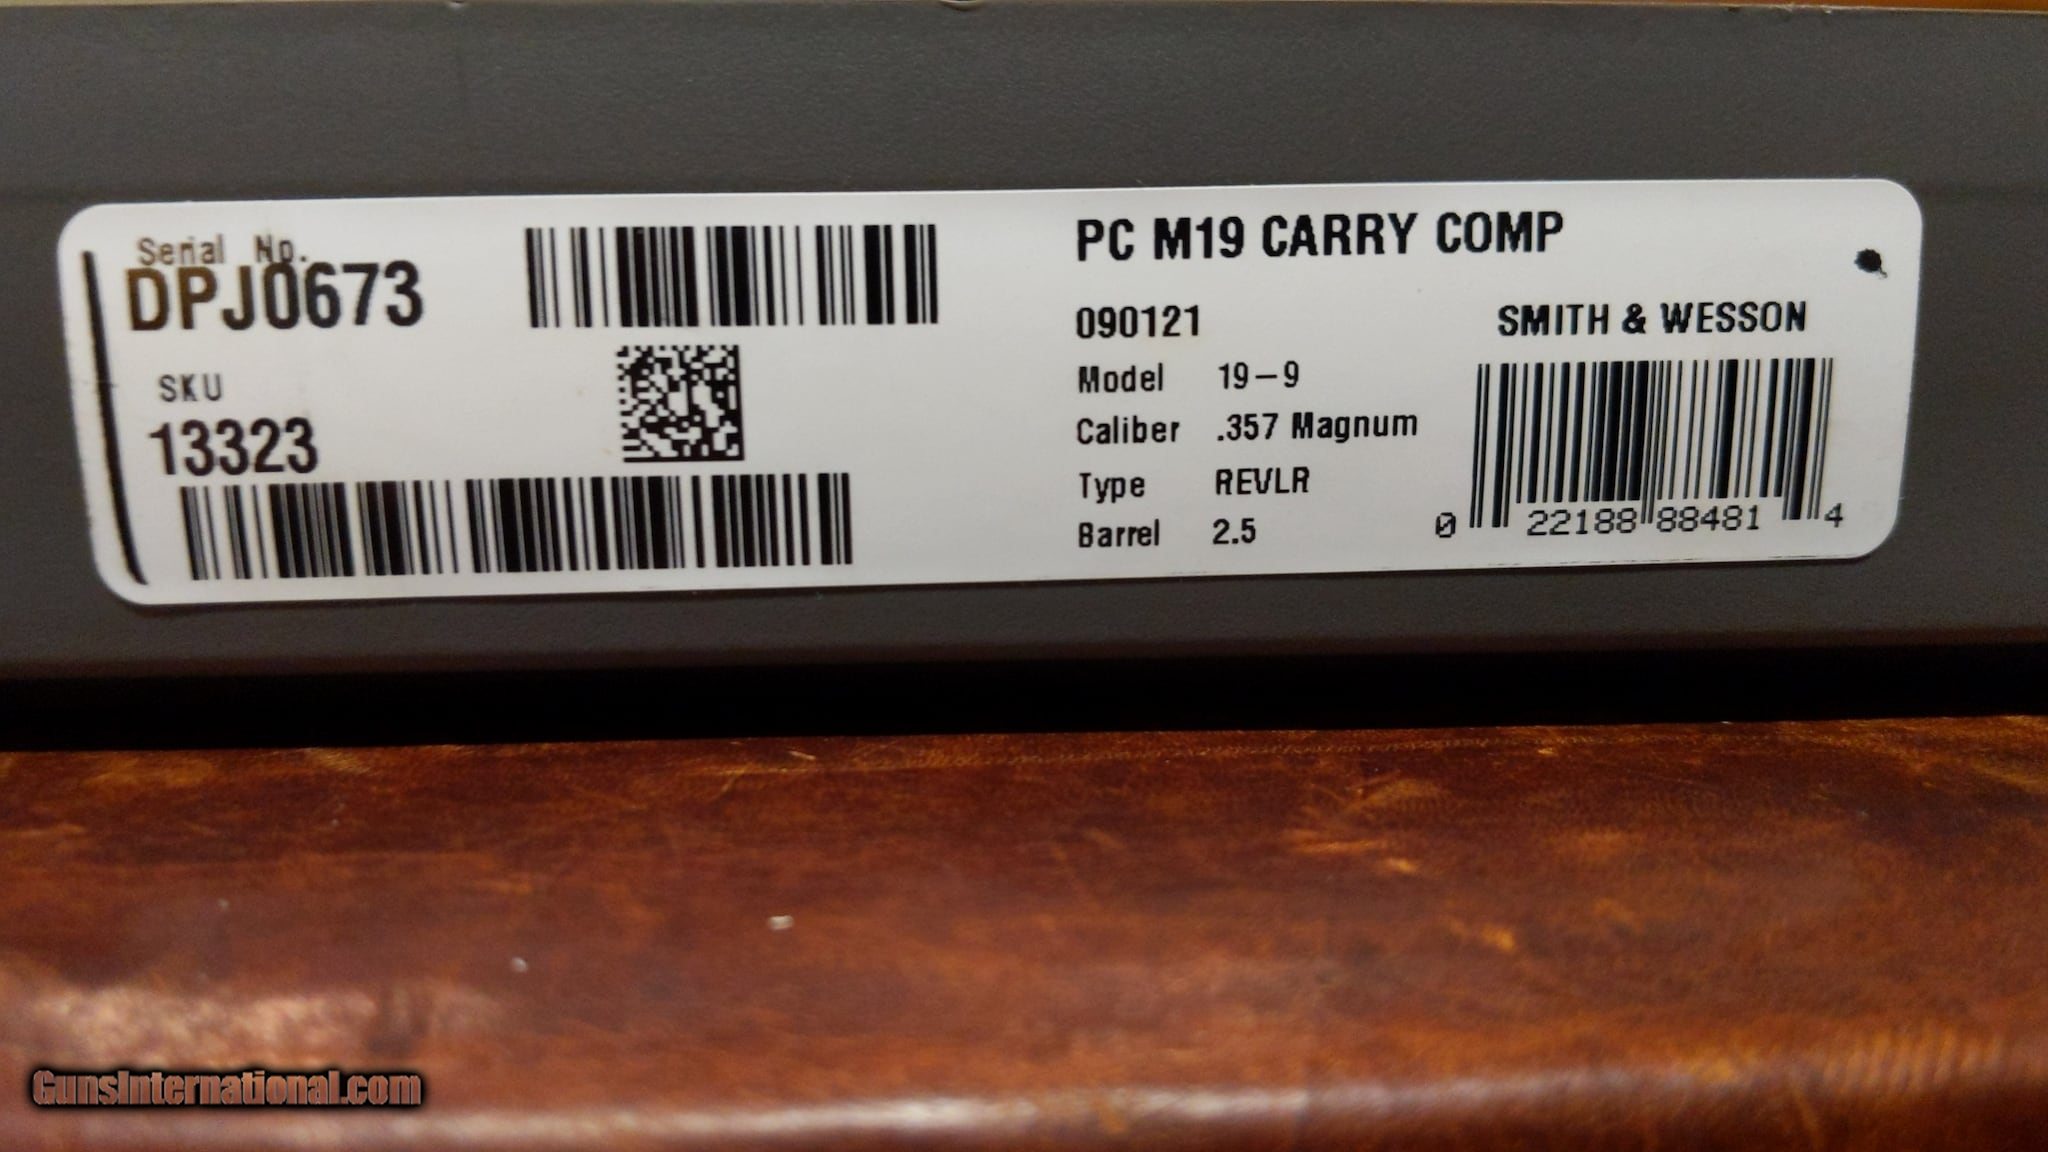 Serial No.
DPJ0673
SKU
13323
PC M19 CARRY COMP
090121
Model 19-9
Caliber .357 Magnum
Type REVLR
Barrel 2.5
SMITH & WESSON
0 22188 88481 4
GunsInternational.com